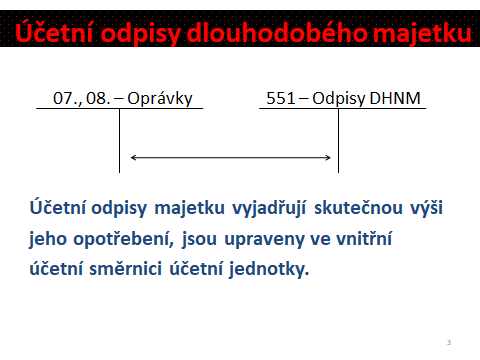 Účetní odpisy dlouhodobého majetku
07., 08. – Oprávky
551 – Odpisy DHNM
Účetní odpisy majetku vyjadřují skutečnou výši
jeho opotřebení, jsou upraveny ve vnitřní
účetní směrnici účetní jednotky.
3